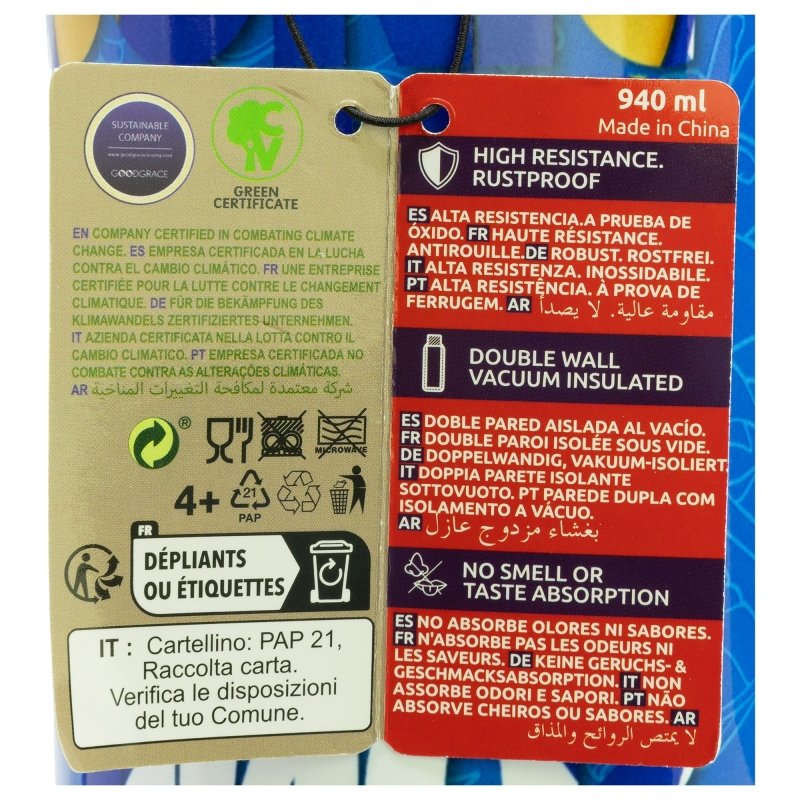 SUSTAINABLE
COMPANY
GOODGRACE
GREEN
CERTIFICATE
EN COMPANY CERTIFIED IN COMBATING CLIMATE
CHANGE. ES EMPRESA CERTIFICADA EN LA LUCHA
CONTRA EL CAMBIO CLIMÁTICO. FR UNE ENTREPRISE
CERTIFIÉE POUR LA LUTTE CONTRE LE CHANGEMENT
CLIMATIQUE. DE FÜR DIE BEKÄMPFUNG DES
KLIMAWANDELS ZERTIFIZIERTES UNTERNEHMEN.
IT AZIENDA CERTIFICATA NELLA LOTTA CONTRO IL
CAMBIO CLIMATICO. PT EMPRESA CERTIFICADA NO
COMBATE CONTRA AS ALTERAÇÕES CLIMÁTICAS.
AR شركة معتمدة لمكافحة التغييرات المناخية
®
MICROWAVE
4+
21
PAP
FR
DÉPLIANTS
OU ÉTIQUETTES
IT : Cartellino: PAP 21,
Raccolta carta.
Verifica le disposizioni
del tuo Comune.
940 ml
Made in China
HIGH RESISTANCE.
RUSTPROOF
ES ALTA RESISTENCIA.A PRUEBA DE
ÓXIDO. FR HAUTE RÉSISTANCE.
ANTIROUILLE.DE ROBUST. ROSTFREI.
IT ALTA RESISTENZA. INOSSIDABILE.
PT ALTA RESISTÊNCIA. À PROVA DE
FERRUGEM. AR مقاومة عالية. لا يصدأ
DOUBLE WALL
VACUUM INSULATED
ES DOBLE PARED AISLADA AL VACÍO.
FR DOUBLE PAROI ISOLÉE SOUS VIDE.
DE DOPPELWANDIG, VAKUUM-ISOLIERT.
IT DOPPIA PARETE ISOLANTE
SOTTOVUOTO. PT PAREDE DUPLA COM
ISOLAMENTO A VÁCUO.
AR بغشاء مزدوج عازل
NO SMELL OR
TASTE ABSORPTION
ES NO ABSORBE OLORES NI SABORES.
FR N'ABSORBE PAS LES ODEURS NI
LES SAVEURS. DE KEINE GERUCHS- &
GESCHMACKSABSORPTION. IT NON
ASSORBE ODORI E SAPORI. PT NÃO
ABSORVE CHEIROS OU SABORES. AR
لا يمتص الروائح والمذاق